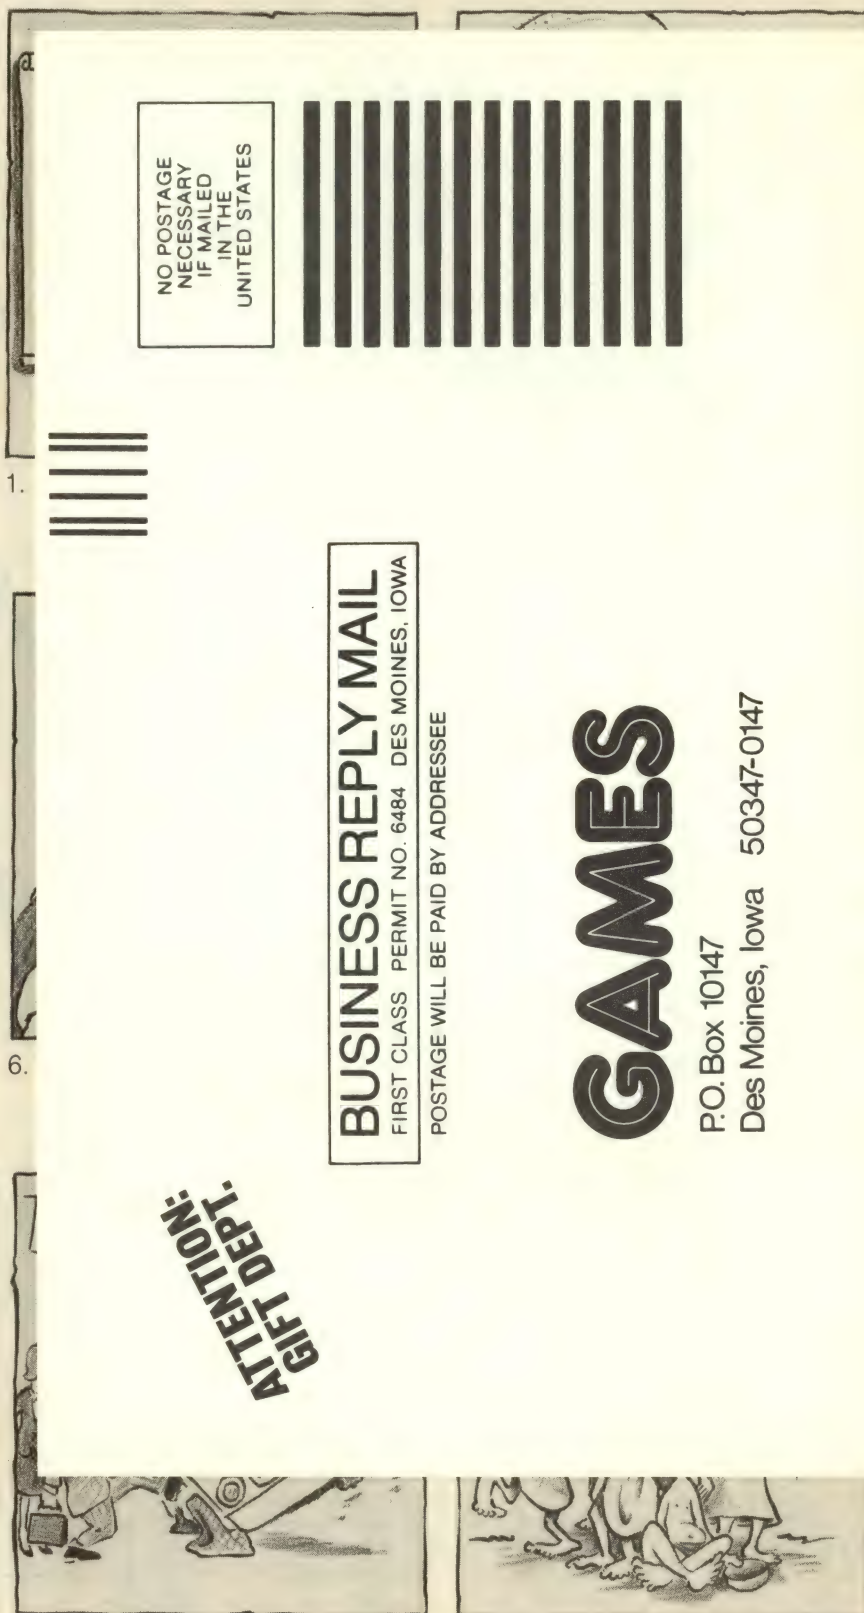 NO POSTAGE
NECESSARY
IF MAILED
IN THE
UNITED STATES
BUSINESS REPLY MAIL
FIRST CLASS PERMIT NO. 6484 DES MOINES, IOWA
POSTAGE WILL BE PAID BY ADDRESSEE
ATTENTION:
GIFT DEPT.
GAMES
P.O. Box 10147
Des Moines, Iowa 50347-0147
1.
6.